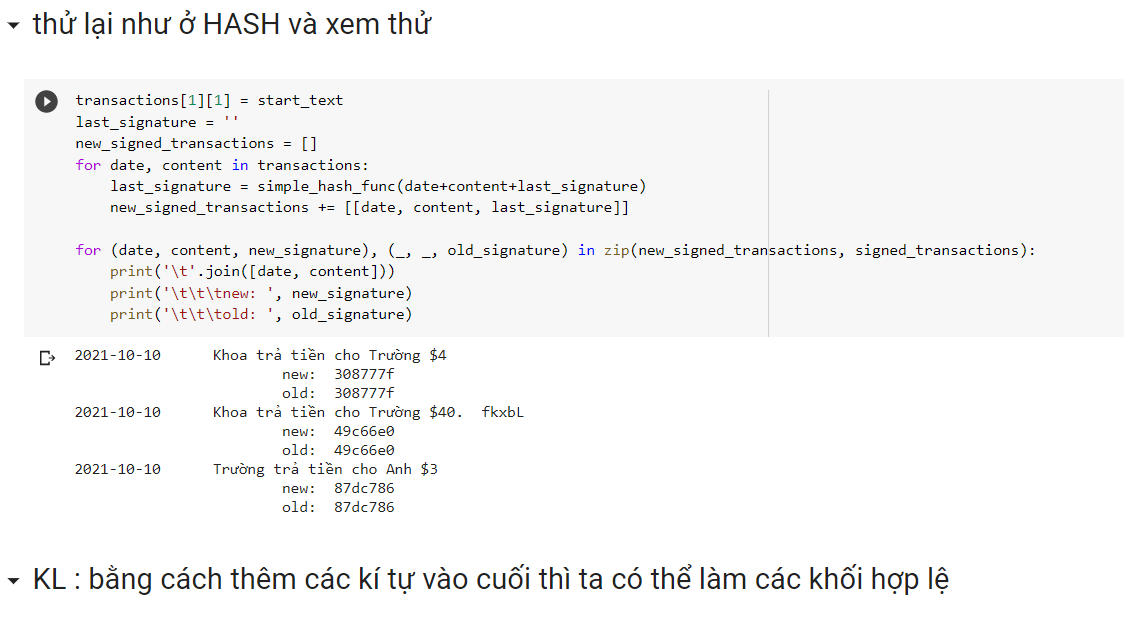 thử lại như ở HASH và xem thử
transactions[1][1] = start_text
last_signature = ''
new_signed_transactions = []
for date, content in transactions:
    last_signature = simple_hash_func(date+content+last_signature)
    new_signed_transactions += [[date, content, last_signature]]
for (date, content, new_signature), (_, _, old_signature) in zip(new_signed_transactions, signed_transactions):
    print('\t'.join([date, content]))
    print('\t\t\tnew: ', new_signature)
    print('\t\t\told: ', old_signature)
2021-10-10	Khoa trả tiền cho Trường $4
			new:  308777f
			old:  308777f
2021-10-10	Khoa trả tiền cho Trường $40.  fkxbL
			new:  49c66e0
			old:  49c66e0
2021-10-10	Trường trả tiền cho Anh $3
			new:  87dc786
			old:  87dc786
KL : bằng cách thêm các kí tự vào cuối thì ta có thể làm các khối hợp lệ